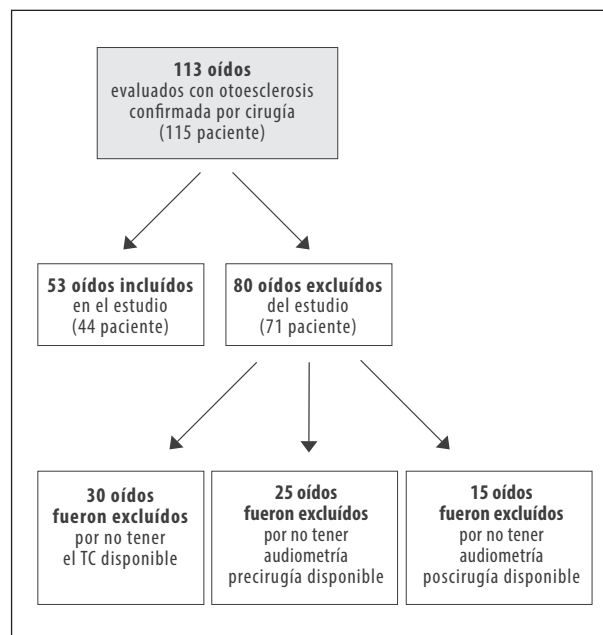 113 oídos
evaluados con otoesclerosis
confirmada por cirugía
(115 paciente)
53 oídos incluídos
en el estudio
(44 paciente)
80 oídos excluídos
del estudio
(71 paciente)
30 oídos
fueron excluídos
por no tener
el TC disponible
25 oídos
fueron excluídos
por no tener
audiometría
precirugía disponible
15 oídos
fueron excluídos
por no tener
audiometría
poscirugía disponible